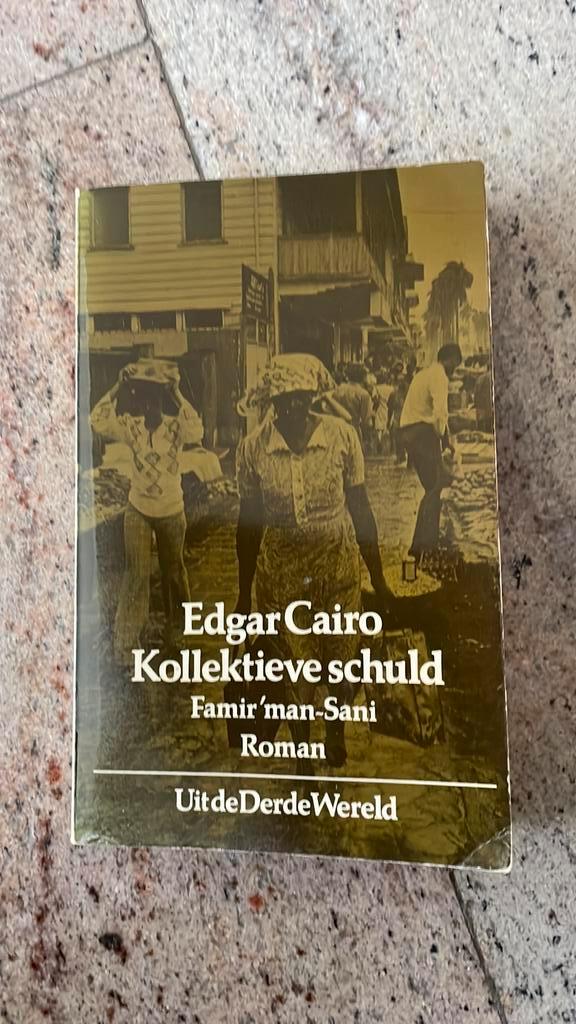 Edgar Cairo
Kollektieve schuld
Famir'man-Sani
Roman
Uit de Derde Wereld